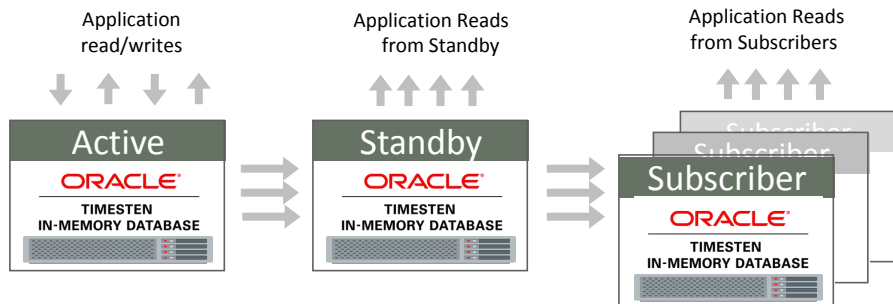 Application
read/writes
Application Reads
from Standby
Application Reads
from Subscribers
Active
ORACLE®
TIMESTEN
IN-MEMORY DATABASE
Standby
ORACLE®
TIMESTEN
IN-MEMORY DATABASE
Subscriber
Subscriber
Subscriber
ORACLE®
TIMESTEN
IN-MEMORY DATABASE